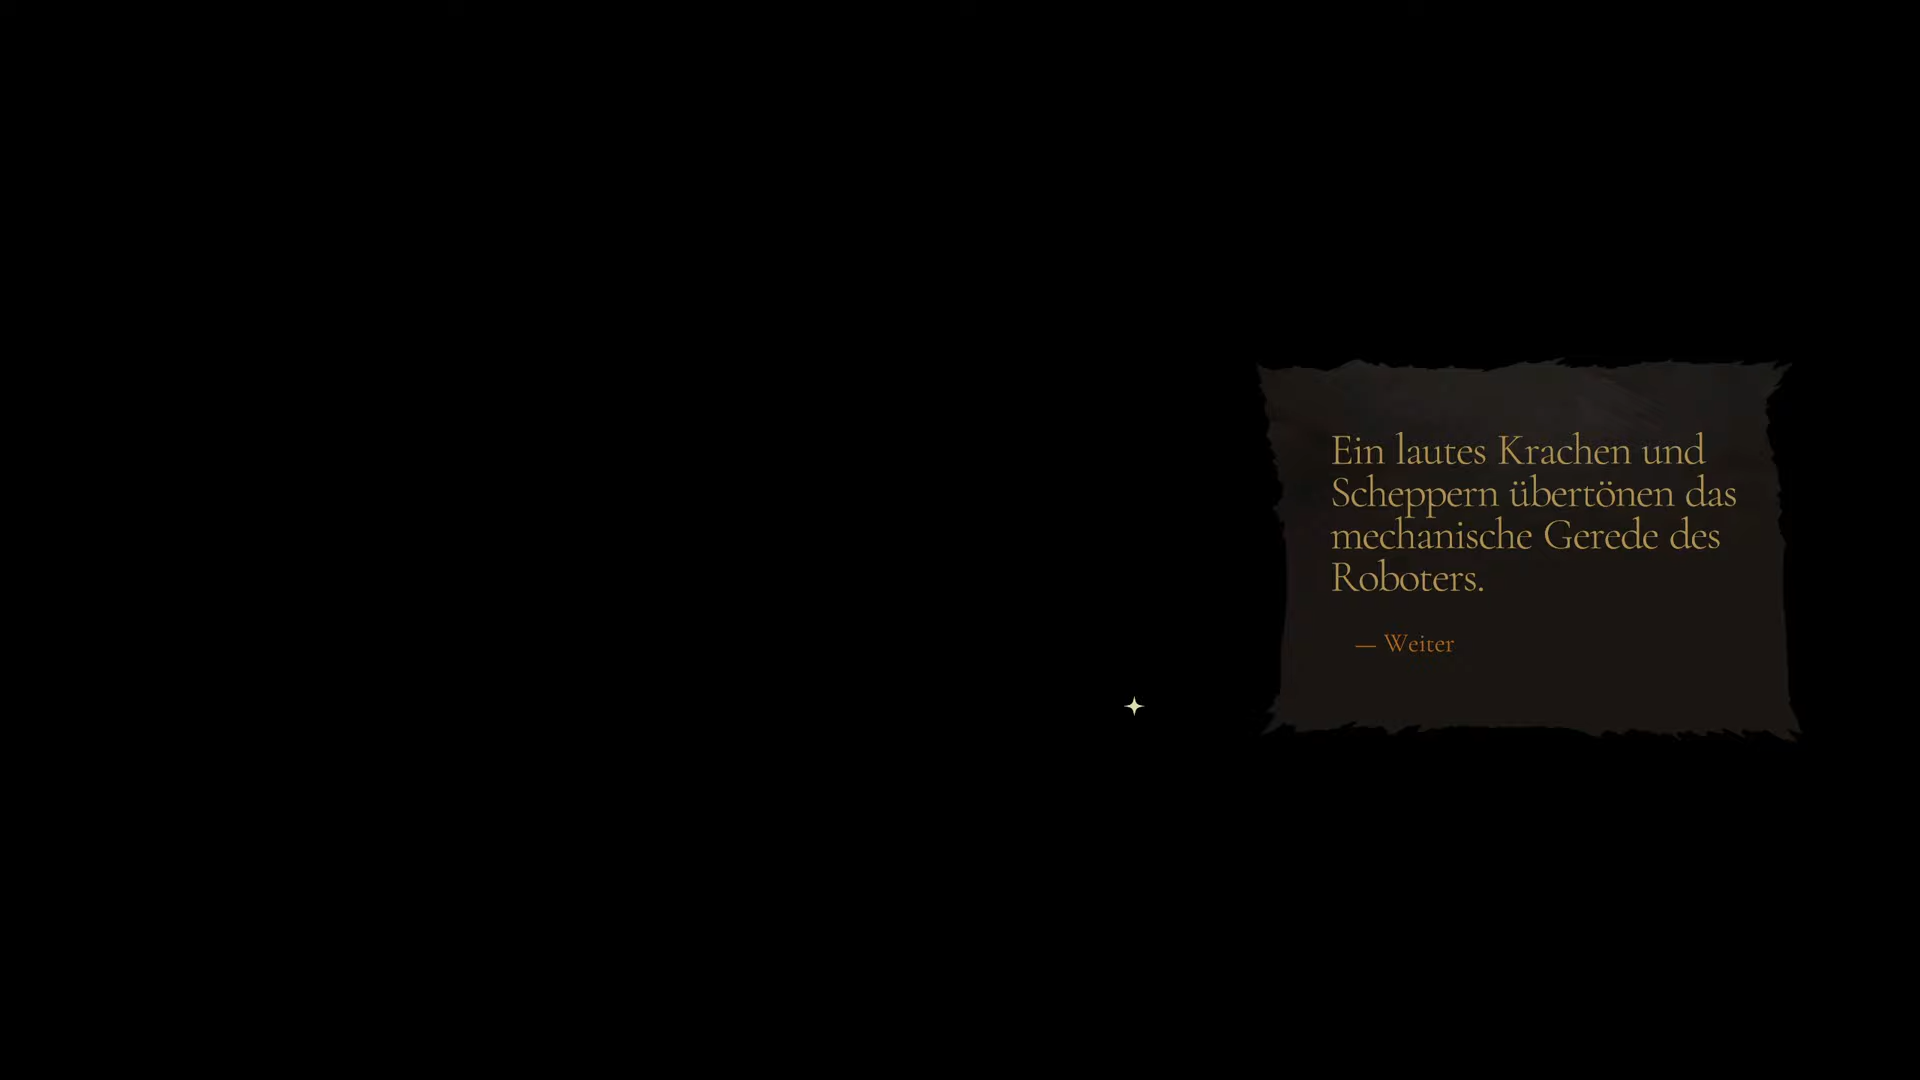 Ein lautes Krachen und
Scheppern übertönen das
mechanische Gerede des
Roboters.
— Weiter